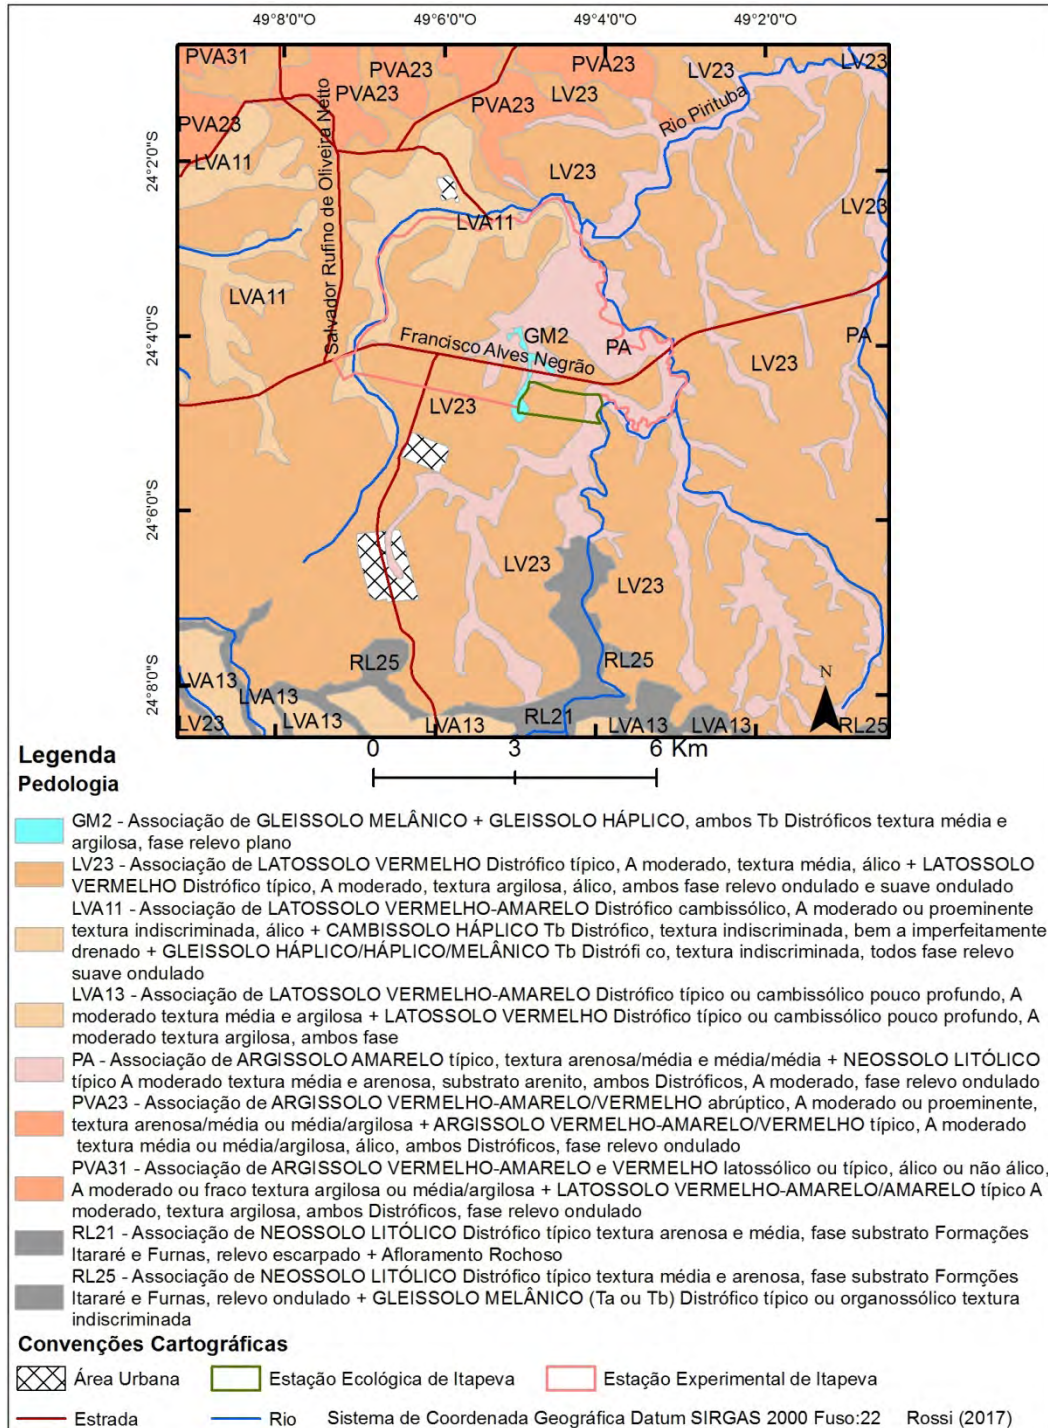 49°8'0"O 49°6'0"O 49°4'0"O 49°2'0"O
PVA31
PVA23
PVA23
LV23
LV23
PVA23
PVA23
LV23
PVA23
Rio Pirituba
24°2'0"S
LVA11
Salvador Rufino de Oliveira Netto
LV23
LV23
LVA11
LVA11
24°4'0"S
GM2
PA
PA
Francisco Alves Negrão
LV23
LV23
24°6'0"S
LV23
LV23
24°8'0"S
RL25
RL25
VA13
LVA13
LV23
LVA13
LVA13
RL21
LVA13
LVA13
RL25
N
0 3 6 Km
Legenda
Pedologia
GM2 - Associação de GLEISSOLO MELÂNICO + GLEISSOLO HÁPLICO, ambos Tb Distróficos textura média e
argilosa, fase relevo plano
LV23 - Associação de LATOSSOLO VERMELHO Distrófico típico, A moderado, textura média, álico + LATOSSOLO
VERMELHO Distrófico típico, A moderado, textura argilosa, álico, ambos fase relevo ondulado e suave ondulado
LVA11 - Associação de LATOSSOLO VERMELHO-AMARELO Distrófico cambissólico, A moderado ou proeminente
textura indiscriminada, álico + CAMBISSOLO HÁPLICO Tb Distrófico, textura indiscriminada, bem a imperfeitamente
drenado + GLEISSOLO HÁPLICO/HÁPLICO/MELÂNICO Tb Distrófi co, textura indiscriminada, todos fase relevo
suave ondulado
LVA13 - Associação de LATOSSOLO VERMELHO-AMARELO Distrófico típico ou cambissólico pouco profundo, A
moderado textura média e argilosa + LATOSSOLO VERMELHO Distrófico típico ou cambissólico pouco profundo, A
moderado textura argilosa, ambos fase
PA - Associação de ARGISSOLO AMARELO típico, textura arenosa/média e média/média + NEOSSOLO LITÓLICO
típico A moderado textura média e arenosa, substrato arenito, ambos Distróficos, A moderado, fase relevo ondulado
PVA23 - Associação de ARGISSOLO VERMELHO-AMARELO/VERMELHO abrúptico, A moderado ou proeminente,
textura arenosa/média ou média/argilosa + ARGISSOLO VERMELHO-AMARELO/VERMELHO típico, A moderado
textura média ou média/argilosa, álico, ambos Distróficos, fase relevo ondulado
PVA31 - Associação de ARGISSOLO VERMELHO-AMARELO e VERMELHO latossólico ou típico, álico ou não álico,
A moderado ou fraco textura argilosa ou média/argilosa + LATOSSOLO VERMELHO-AMARELO/AMARELO típico A
moderado, textura argilosa, ambos Distróficos, fase relevo ondulado
RL21 - Associação de NEOSSOLO LITÓLICO Distrófico típico textura arenosa e média, fase substrato Formações
Itararé e Furnas, relevo escarpado + Afloramento Rochoso
RL25 - Associação de NEOSSOLO LITÓLICO Distrófico típico textura média e arenosa, fase substrato Formções
Itararé e Furnas, relevo ondulado + GLEISSOLO MELÂNICO (Ta ou Tb) Distrófico típico ou organossólico textura
indiscriminada
Convenções Cartográficas
Área Urbana Estação Ecológica de Itapeva Estação Experimental de Itapeva
Estrada Rio Sistema de Coordenada Geográfica Datum SIRGAS 2000 Fuso:22 Rossi (2017)